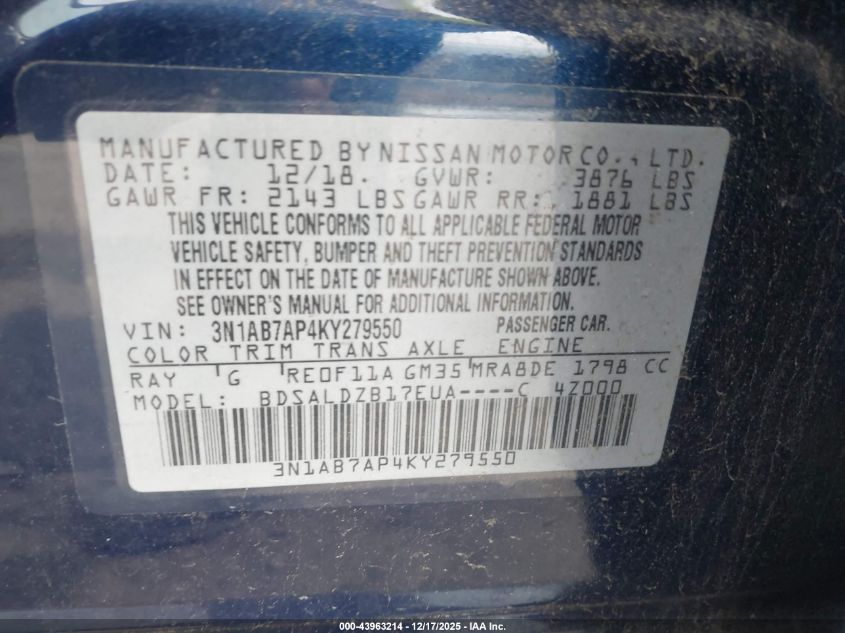 MANUFACTURED BY NISSAN MOTOR CO., LTD.
DATE: 12/18. GVWR: 3876 LBS
GAWR FR: 2143 LBS GAWR RR: 1881 LBS
THIS VEHICLE CONFORMS TO ALL APPLICABLE FEDERAL MOTOR
VEHICLE SAFETY, BUMPER AND THEFT PREVENTION STANDARDS
IN EFFECT ON THE DATE OF MANUFACTURE SHOWN ABOVE.
SEE OWNER'S MANUAL FOR ADDITIONAL INFORMATION.
VIN: 3N1AB7AP4KY279550 PASSENGER CAR.
COLOR TRIM TRANS AXLE ENGINE
RAY G RE0F11A GM35 MRA8DE 1798 CC
MODEL: BDSALDZB17EUA----C 4Z000
3N1AB7AP4KY279550
000-43963214 - 12/17/2025 - IAA Inc.